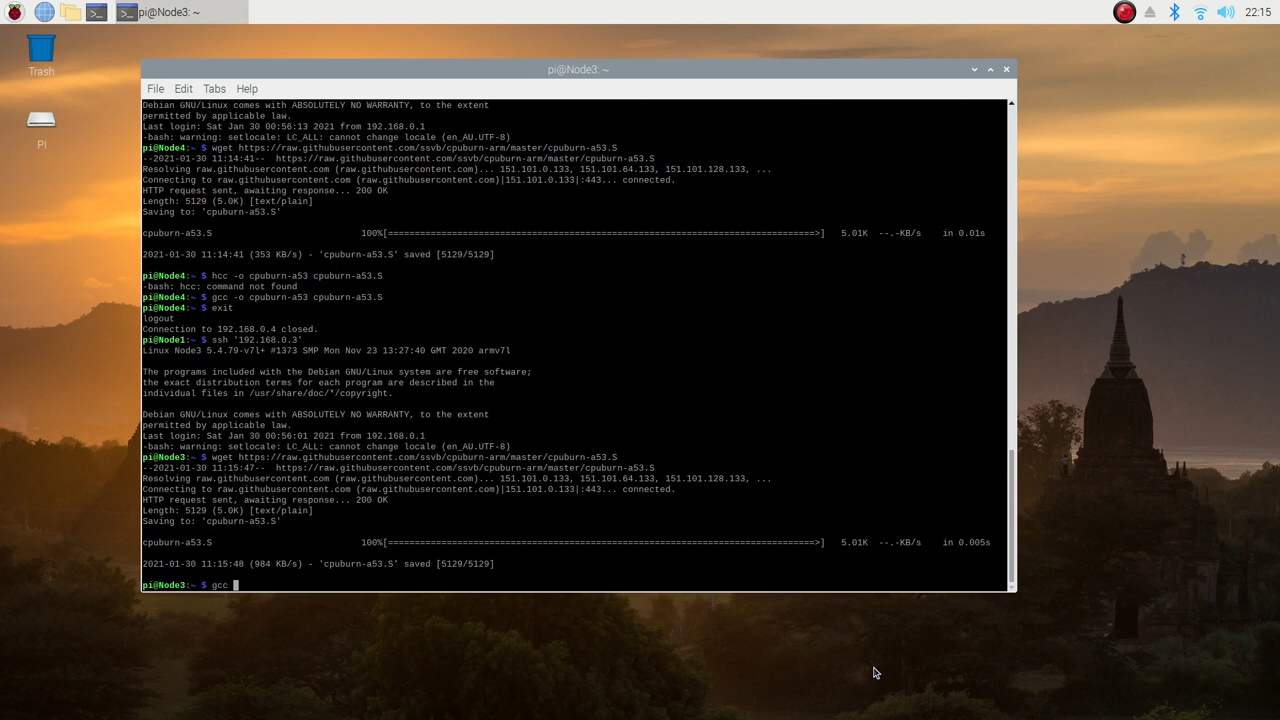 pi@Node3: ~
22:15
Trash
PI
pi@Node3: ~
File Edit Tabs Help
Debian GNU/Linux comes with ABSOLUTELY NO WARRANTY, to the extent
permitted by applicable law.
Last login: Sat Jan 30 00:56:13 2021 from 192.168.0.1
-bash: warning: setlocale: LC_ALL: cannot change locale (en_AU.UTF-8)
pi@Node4:~ $ wget https://raw.githubusercontent.com/ssvb/cpuburn-arm/master/cpuburn-a53.S
--2021-01-30 11:14:41--  https://raw.githubusercontent.com/ssvb/cpuburn-arm/master/cpuburn-a53.S
Resolving raw.githubusercontent.com (raw.githubusercontent.com)... 151.101.0.133, 151.101.64.133, 151.101.128.133, ...
Connecting to raw.githubusercontent.com (raw.githubusercontent.com)|151.101.0.133|:443... connected.
HTTP request sent, awaiting response... 200 OK
Length: 5129 (5.0K) [text/plain]
Saving to: 'cpuburn-a53.S'
cpuburn-a53.S 100%[================================================================================>] 5.01K --.-KB/s in 0.01s
2021-01-30 11:14:41 (353 KB/s) - 'cpuburn-a53.S' saved [5129/5129]
pi@Node4:~ $ hcc -o cpuburn-a53 cpuburn-a53.S
-bash: hcc: command not found
pi@Node4:~ $ gcc -o cpuburn-a53 cpuburn-a53.S
pi@Node4:~ $ exit
logout
Connection to 192.168.0.4 closed.
pi@Node1:~ $ ssh '192.168.0.3'
Linux Node3 5.4.79-v7l+ #1373 SMP Mon Nov 23 13:27:40 GMT 2020 armv7l
The programs included with the Debian GNU/Linux system are free software;
the exact distribution terms for each program are described in the
individual files in /usr/share/doc/*/copyright.
Debian GNU/Linux comes with ABSOLUTELY NO WARRANTY, to the extent
permitted by applicable law.
Last login: Sat Jan 30 00:56:01 2021 from 192.168.0.1
-bash: warning: setlocale: LC_ALL: cannot change locale (en_AU.UTF-8)
pi@Node3:~ $ wget https://raw.githubusercontent.com/ssvb/cpuburn-arm/master/cpuburn-a53.S
--2021-01-30 11:15:47--  https://raw.githubusercontent.com/ssvb/cpuburn-arm/master/cpuburn-a53.S
Resolving raw.githubusercontent.com (raw.githubusercontent.com)... 151.101.0.133, 151.101.64.133, 151.101.128.133, ...
Connecting to raw.githubusercontent.com (raw.githubusercontent.com)|151.101.0.133|:443... connected.
HTTP request sent, awaiting response... 200 OK
Length: 5129 (5.0K) [text/plain]
Saving to: 'cpuburn-a53.S'
cpuburn-a53.S 100%[================================================================================>] 5.01K --.-KB/s in 0.005s
2021-01-30 11:15:48 (984 KB/s) - 'cpuburn-a53.S' saved [5129/5129]
pi@Node3:~ $ gcc